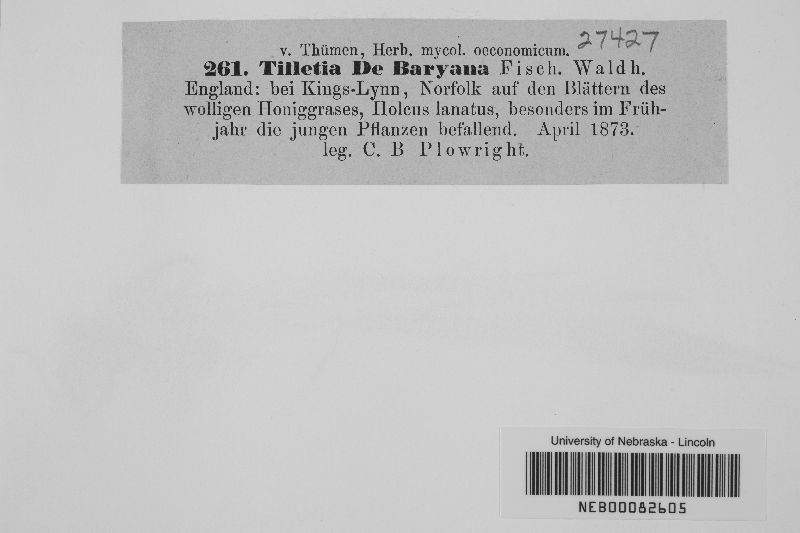 v. Thümen, Herb. mycol. oeconomicum. 27427
261. Tilletia De Baryana Fisch. Waldh.
England: bei Kings-Lynn, Norfolk auf den Blättern des
wolligen Honiggrases, Holcus lanatus, besonders im Früh-
jahr die jungen Pflanzen befallend. April 1873.
leg. C. B Plowright.
University of Nebraska - Lincoln
NEB00082605